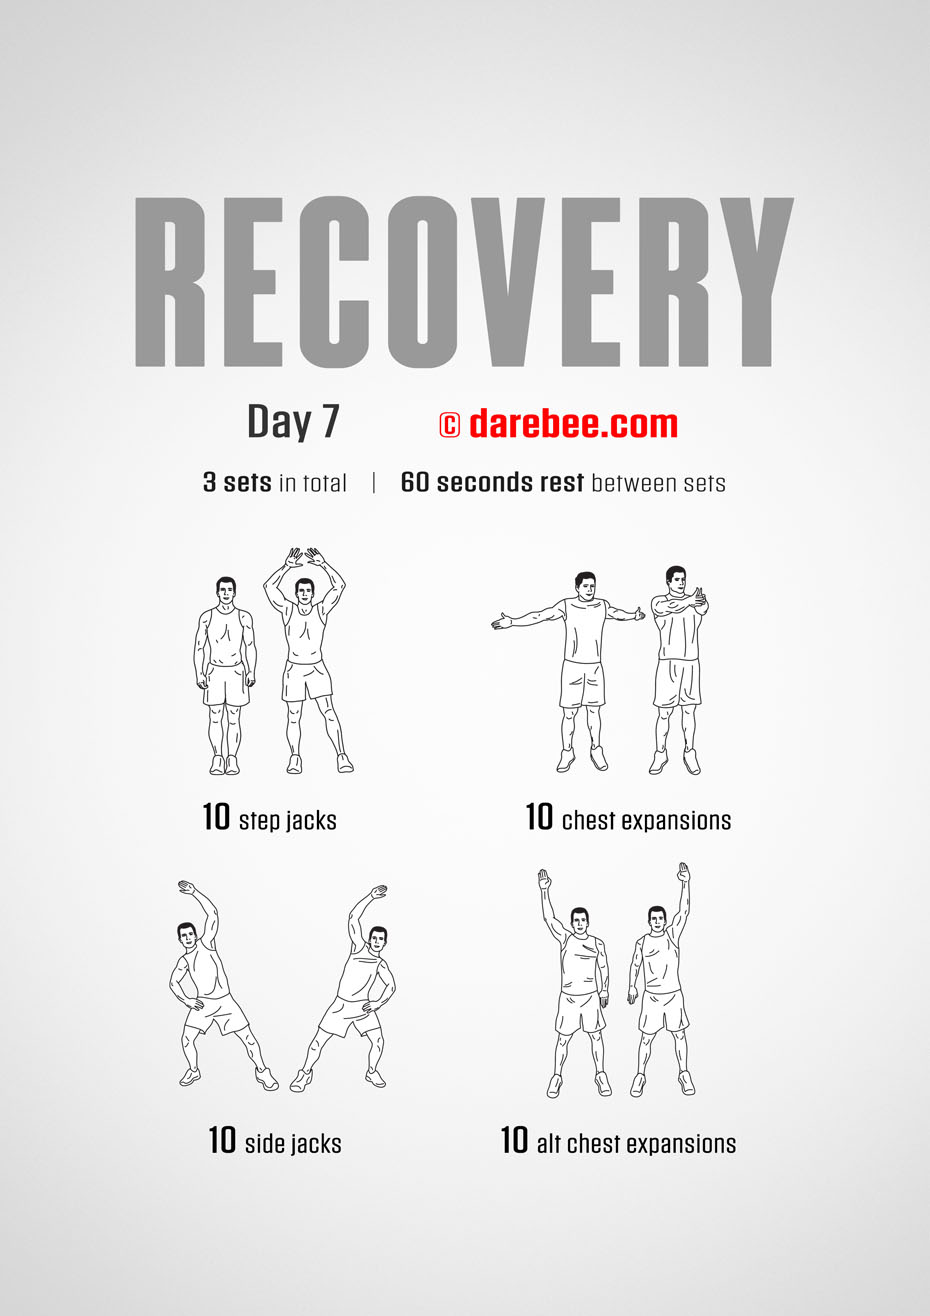 RECOVERY
Day 7 © darebee.com
3 sets in total | 60 seconds rest between sets
10 step jacks
10 chest expansions
10 side jacks
10 alt chest expansions